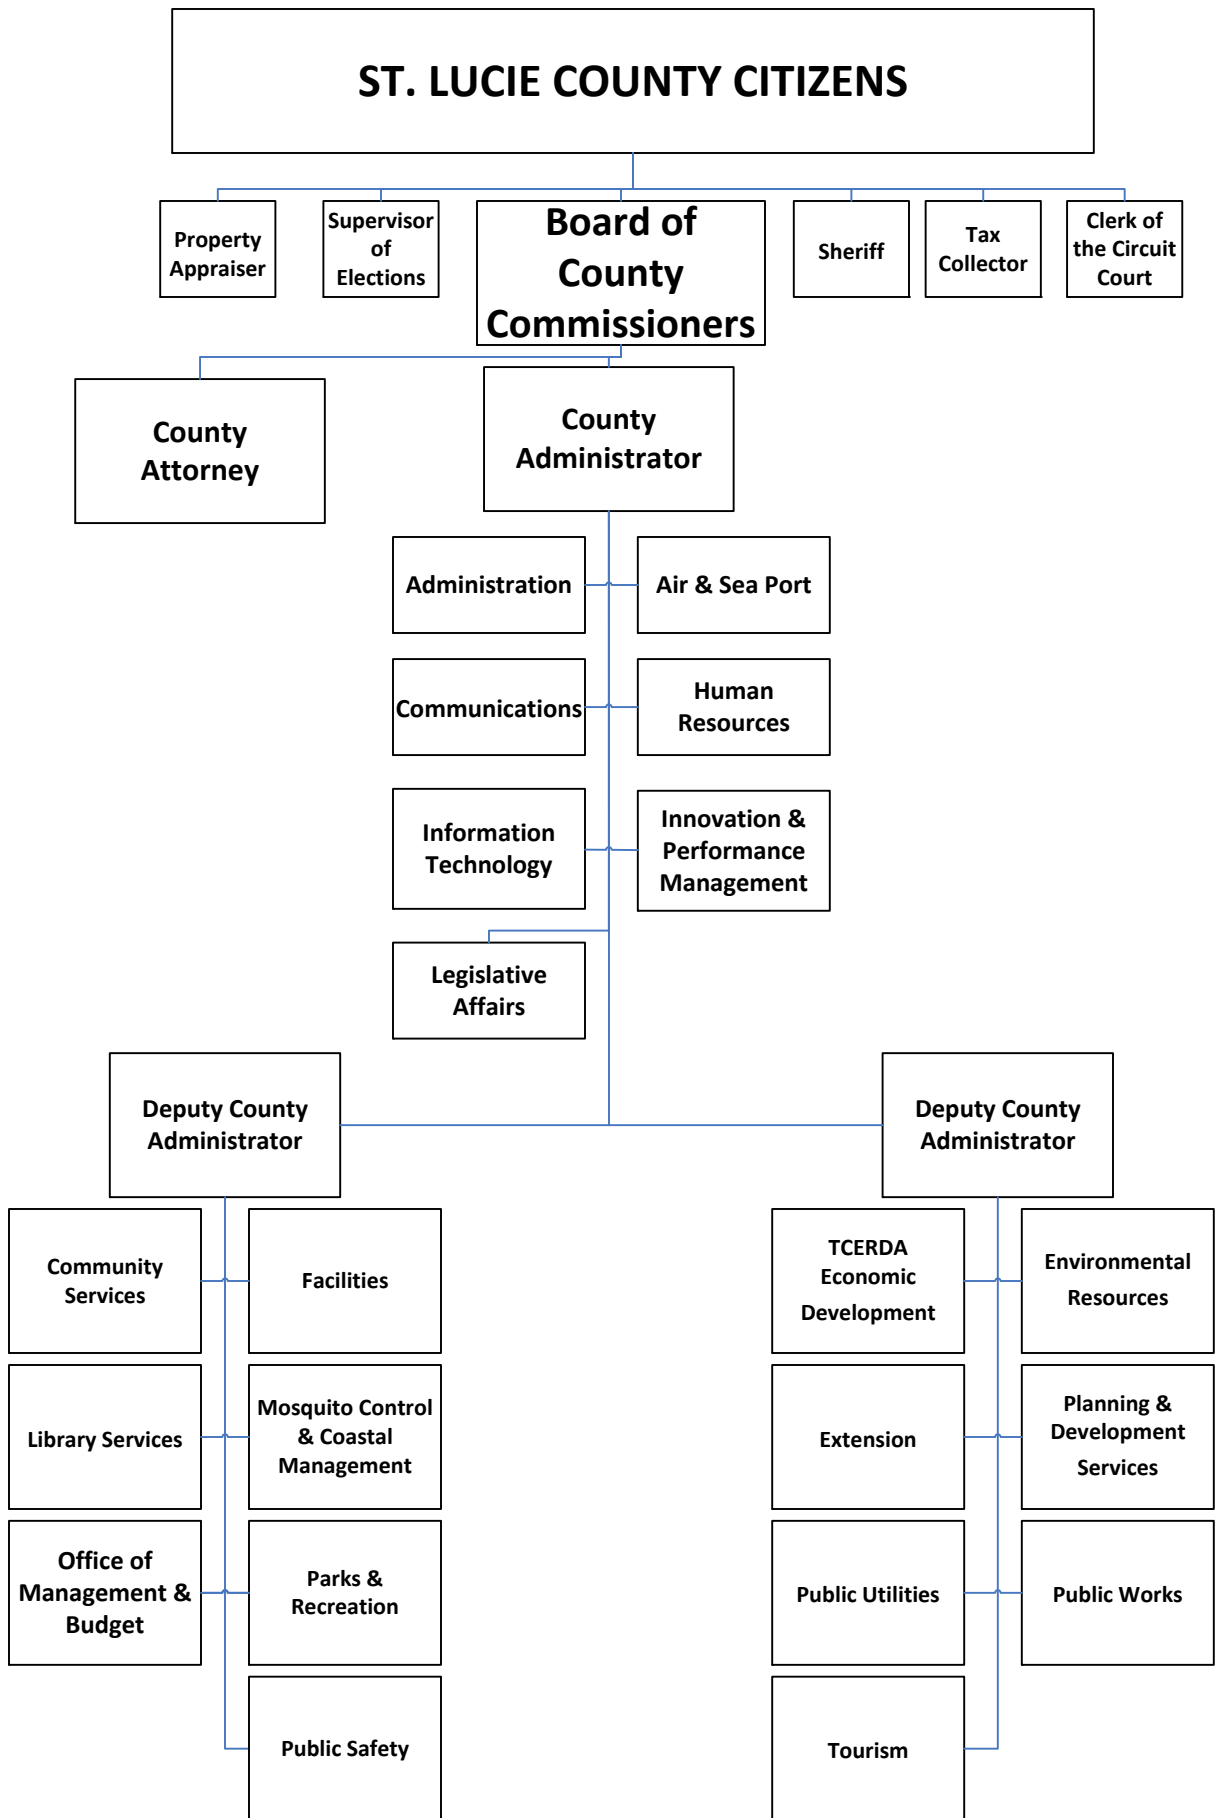 ST. LUCIE COUNTY CITIZENS
Property
Appraiser
Supervisor
of
Elections
Board of
County
Commissioners
Sheriff
Tax
Collector
Clerk of
the Circuit
Court
County
Attorney
County
Administrator
Administration
Air & Sea Port
Communications
Human
Resources
Information
Technology
Innovation &
Performance
Management
Legislative
Affairs
Deputy County
Administrator
Deputy County
Administrator
Community
Services
Facilities
TCERDA
Economic
Development
Environmental
Resources
Library Services
Mosquito Control
& Coastal
Management
Extension
Planning &
Development
Services
Office of
Management &
Budget
Parks &
Recreation
Public Utilities
Public Works
Public Safety
Tourism